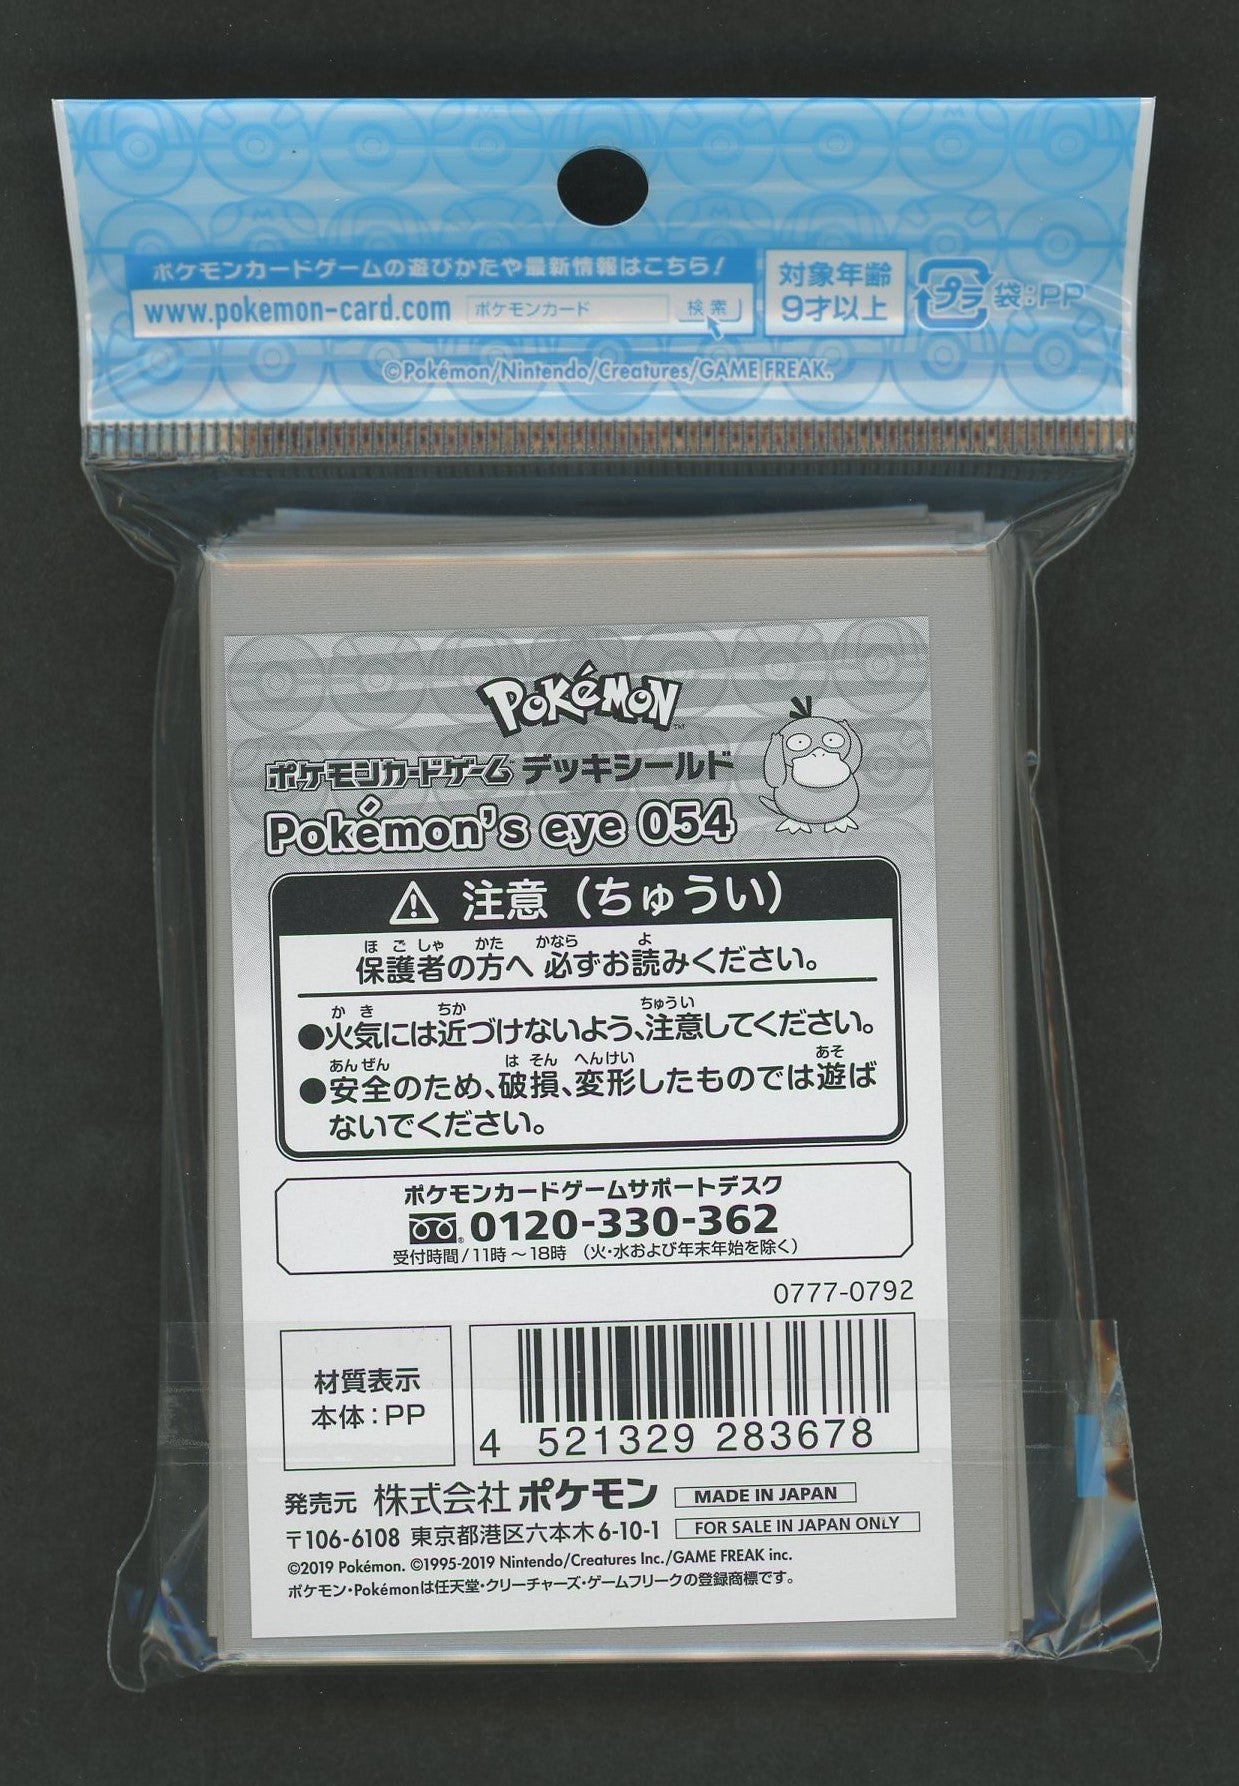 ポケモンカードゲームの遊びかたや最新情報はこちら!
www.pokemon-card.com ポケモンカード 検索
対象年齢
9才以上
プラ 袋:PP
©Pokémon/Nintendo/Creatures/GAME FREAK.
POKéMON™
ポケモンカードゲーム デッキシールド
Pokémon's eye 054
注意(ちゅうい)
ほごしゃ かた かなら よ
保護者の方へ 必ずお読みください。
かき ちか ちゅうい
●火気には近づけないよう、注意してください。
あんぜん はそん へんけい あそ
●安全のため、破損、変形したものでは遊ば
ないでください。
ポケモンカードゲームサポートデスク
0120-330-362
受付時間/11時〜18時 (火・水および年末年始を除く)
0777-0792
材質表示
本体:PP
4 521329 283678
発売元 株式会社ポケモン MADE IN JAPAN
〒106-6108 東京都港区六本木6-10-1 FOR SALE IN JAPAN ONLY
©2019 Pokémon. ©1995-2019 Nintendo/Creatures Inc./GAME FREAK inc.
ポケモン・Pokémonは任天堂・クリーチャーズ・ゲームフリークの登録商標です。